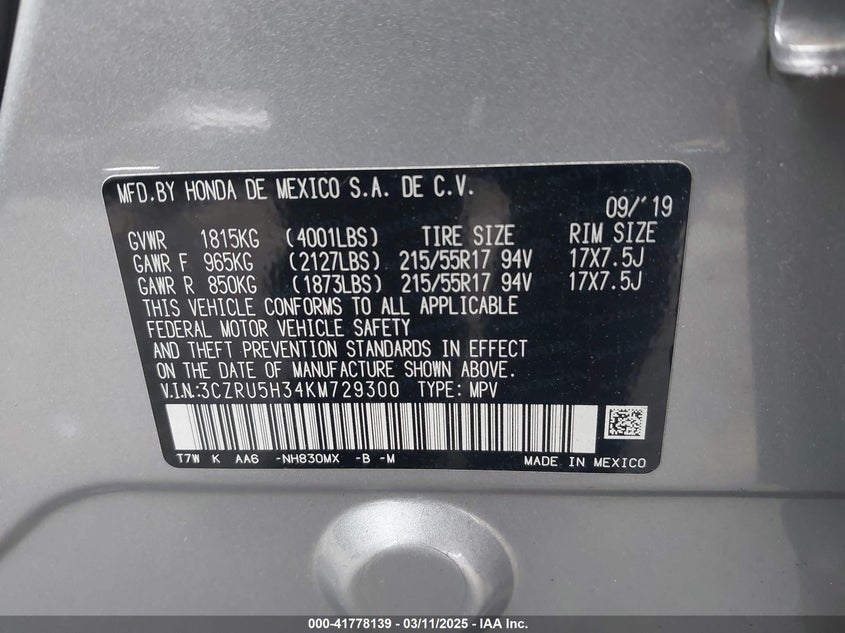 MFD.BY HONDA DE MEXICO S.A. DE C.V.
09/'19
GVWR 1815KG (4001LBS) TIRE SIZE RIM SIZE
GAWR F 965KG (2127LBS) 215/55R17 94V 17X7.5J
GAWR R 850KG (1873LBS) 215/55R17 94V 17X7.5J
THIS VEHICLE CONFORMS TO ALL APPLICABLE
FEDERAL MOTOR VEHICLE SAFETY
AND THEFT PREVENTION STANDARDS IN EFFECT
ON THE DATE OF MANUFACTURE SHOWN ABOVE.
V.I.N.:3CZRU5H34KM729300 TYPE: MPV
T7W K AA6 -NH830MX -B -M MADE IN MEXICO
000-41778139 - 03/11/2025 - IAA Inc.